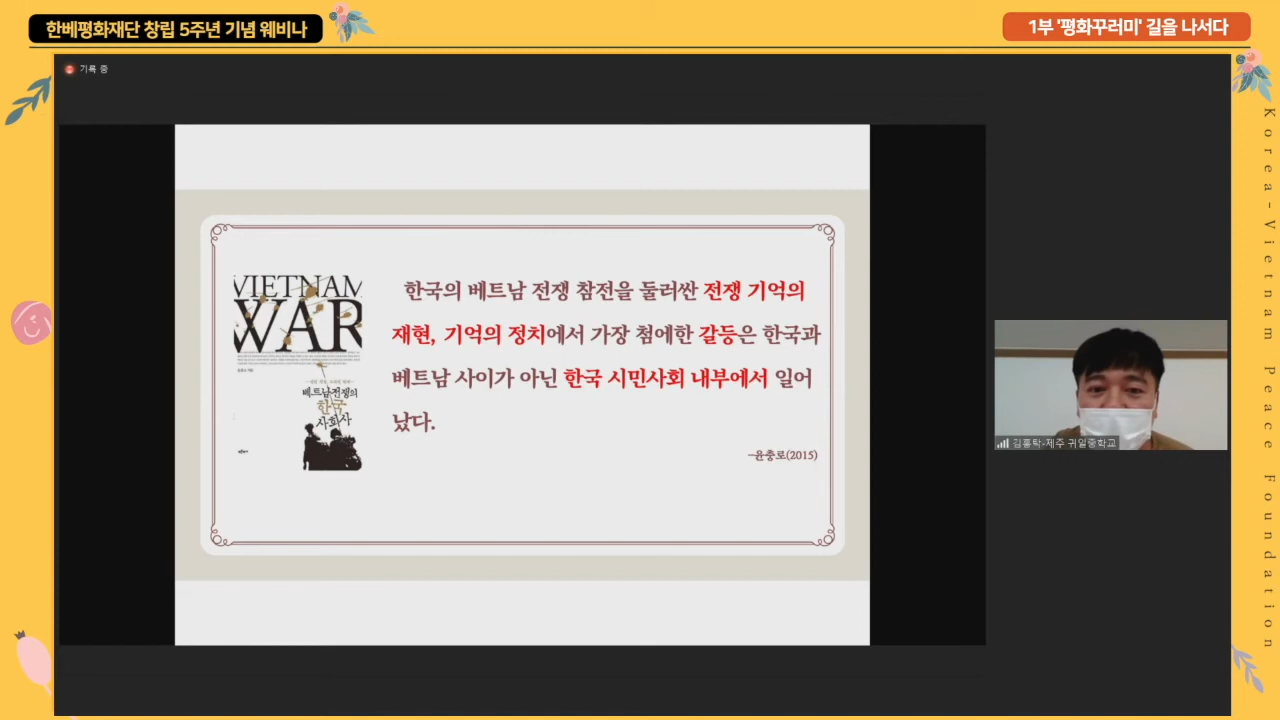 한베평화재단 창립 5주년 기념 웨비나
1부 '평화꾸러미' 길을 나서다
기록 중
VIETNAM
WAR
베트남전쟁의
한국
사회사
한국의 베트남 전쟁 참전을 둘러싼 전쟁 기억의
재현, 기억의 정치에서 가장 첨예한 갈등은 한국과
베트남 사이가 아닌 한국 시민사회 내부에서 일어
났다.
–윤충로(2015)
김홍탁-제주 귀일중학교
Korea-Vietnam Peace Foundation